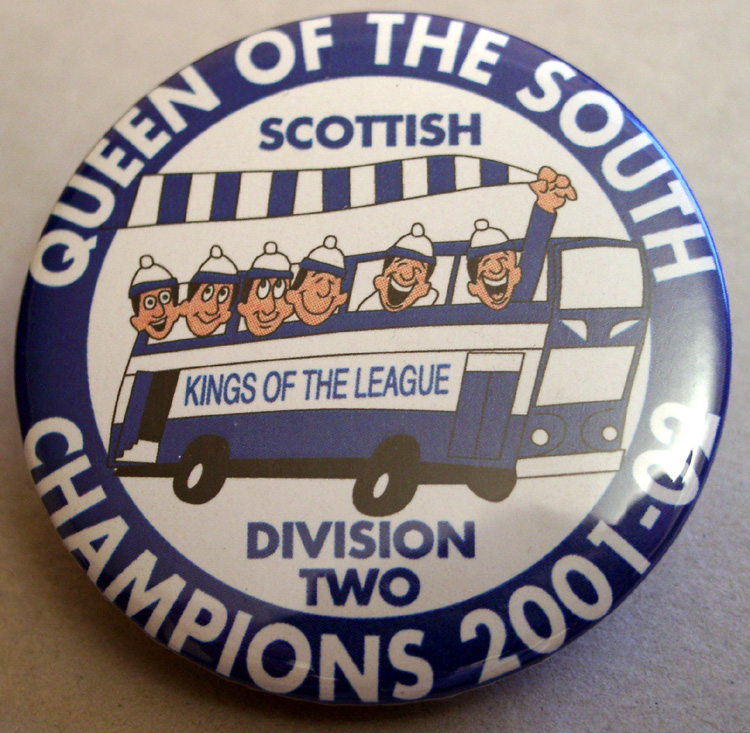 QUEEN OF THE SOUTH
SCOTTISH
KINGS OF THE LEAGUE
DIVISION
TWO
CHAMPIONS 2001-02